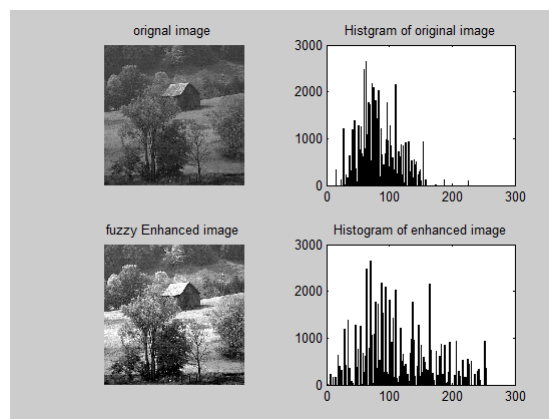 orignal image
Histgram of original image
3000
2000
1000
0
0 100 200 300
fuzzy Enhanced image
Histogram of enhanced image
3000
2000
1000
0
0 100 200 300